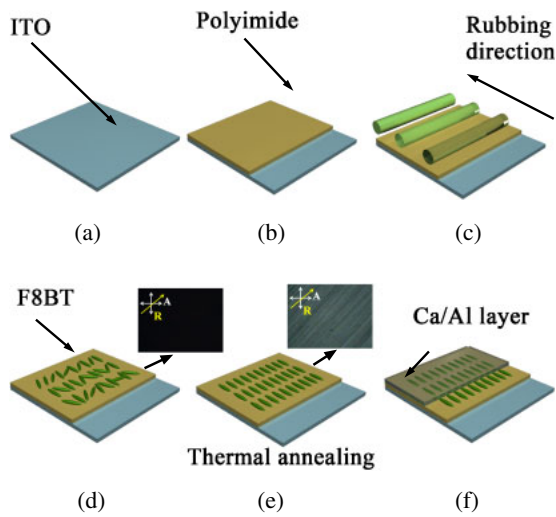 ITO
Polyimide
Rubbing
direction
(a)
(b)
(c)
F8BT
A
R
A
R
Ca/Al layer
Thermal annealing
(d)
(e)
(f)